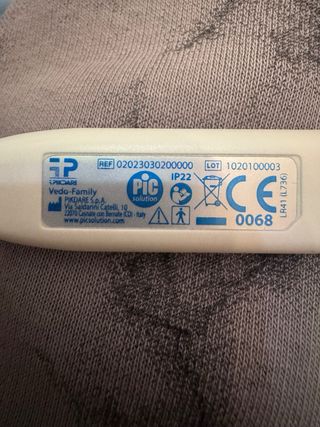 PIKDARE
REF 02023030200000 LOT 1020100003
Vedo-Family
PIKDARE S.p.A.
Via Saldarini Catelli, 10
22070 Casnate con Bernate (CO) - Italy
www.picsolution.com
PiC
solution
IP22
CE
0068
LR41 (L736)